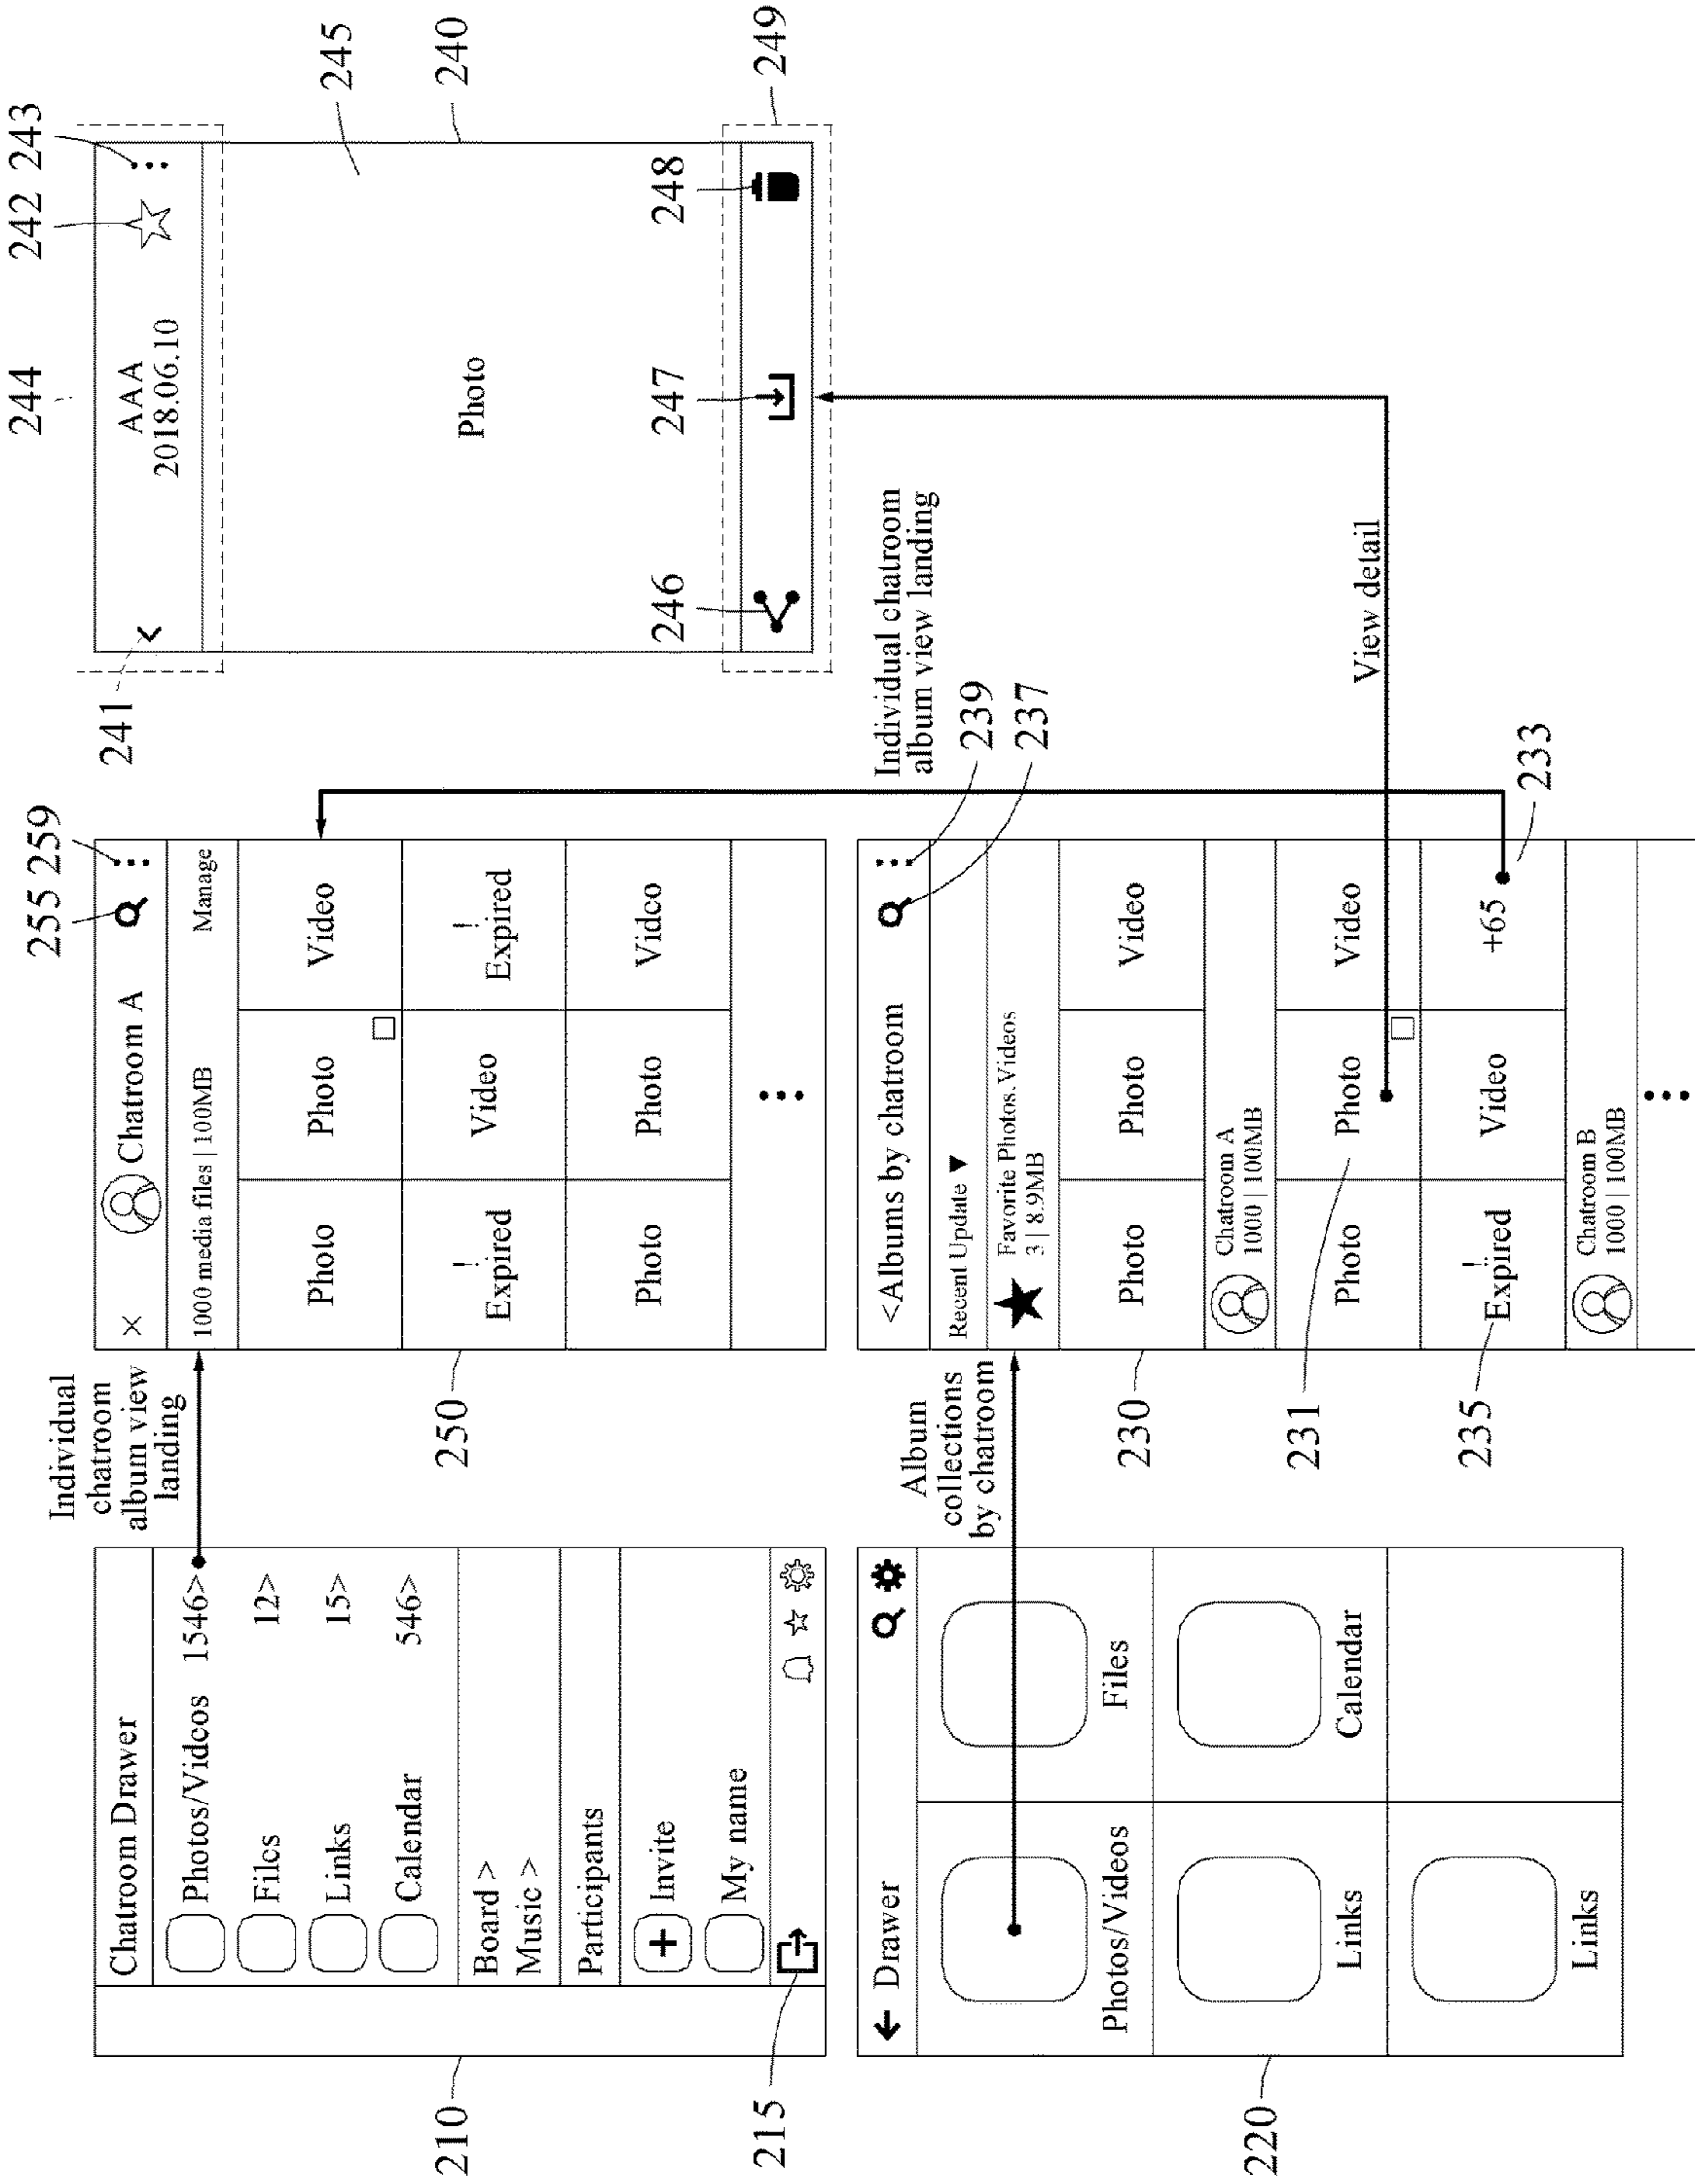 Chatroom Drawer
Photos/Vidcos 1546>
Filcs 12>
Links 15>
Calendar 546>
Board >
Music >
Participants
+ Invite
My name
210
215
Individual
chatroom
album view
landing
255 259
× Chatroom A
1000 media files | 100MB Manage
Photo Photo Video
! Expired Video ! Expired
Photo Photo Vidco
250
241
244
242 243
<
AAA
2018.06.10
245
Photo
240
246 247 248
249
← Drawer
Photos/Videos Files
Links Calendar
Links
220
Album
collections
by chatroom
<Albums by chatroom
Recent Update ▼
★ Favorite Photos.Videos
3 | 8.9MB
Photo Photo Video
Chatroom A
1000 | 100MB
Photo Photo Video
! Expired Video +65
Chatroom B
1000 | 100MB
230
231
235
Individual chatroom
album view landing
239
237
View detail
233